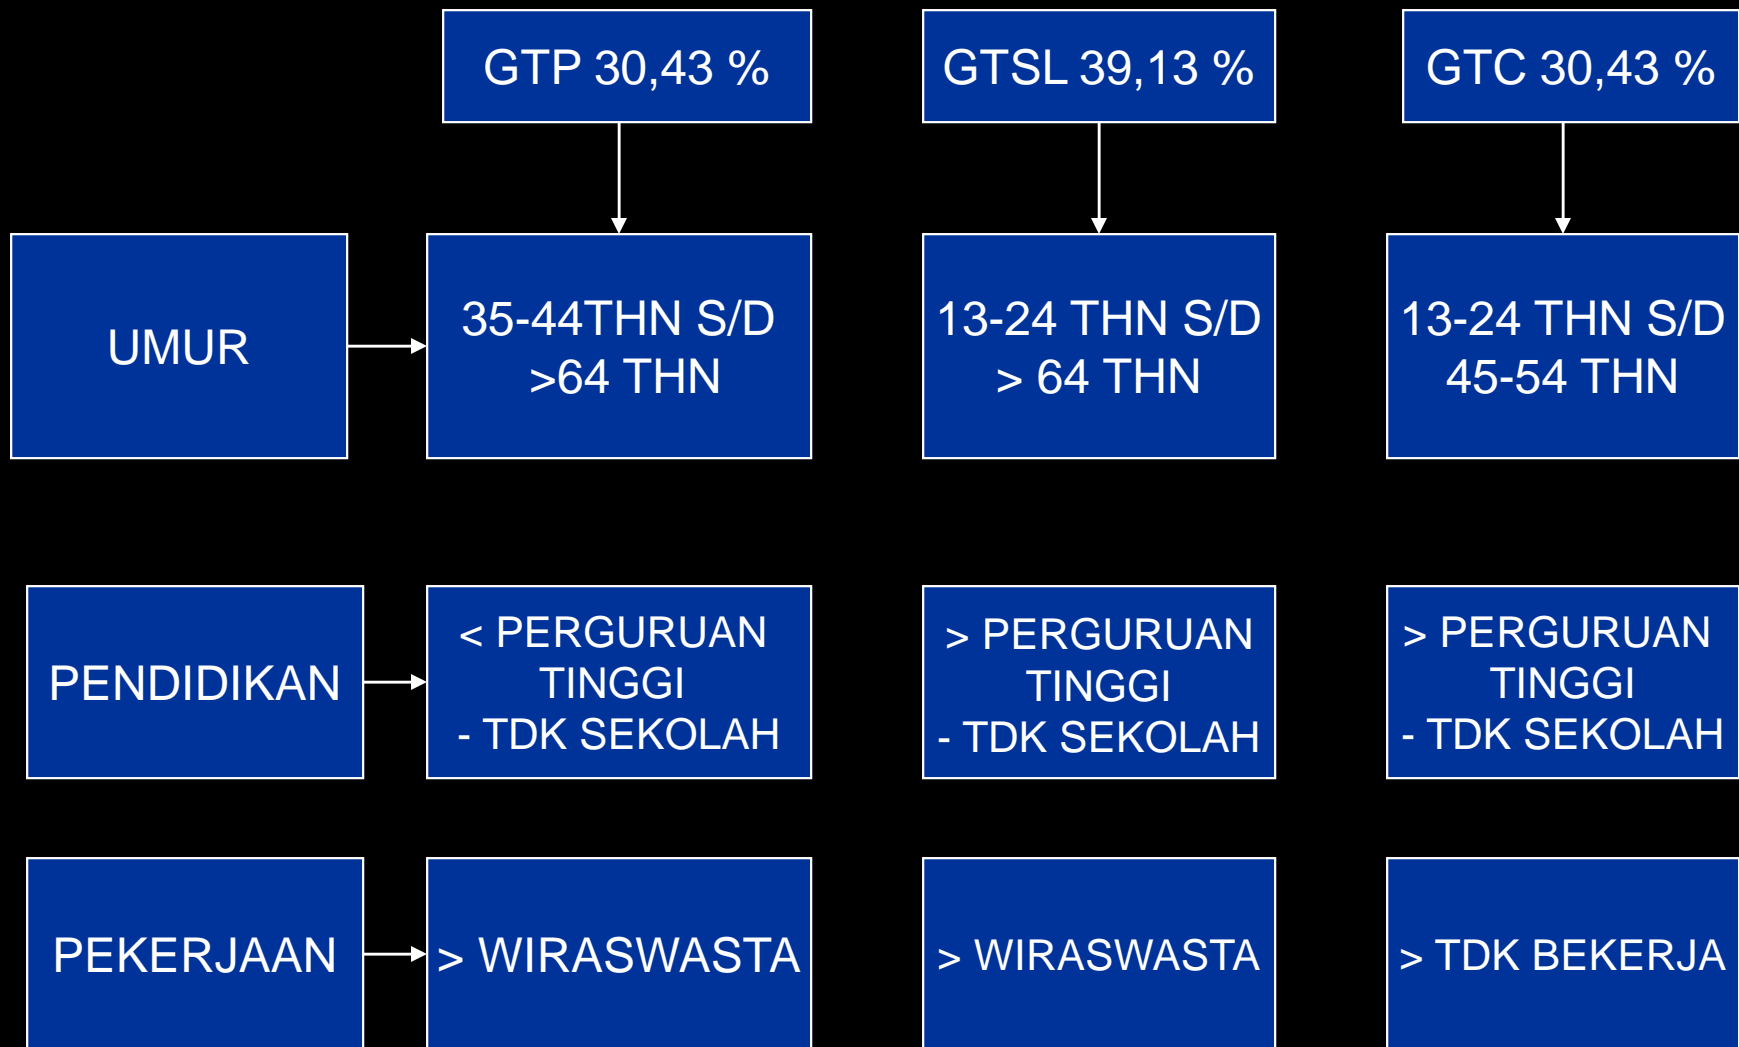 GTP 30,43 %
GTSL 39,13 %
GTC 30,43 %
UMUR
35-44THN S/D
>64 THN
13-24 THN S/D
> 64 THN
13-24 THN S/D
45-54 THN
PENDIDIKAN
< PERGURUAN
TINGGI
- TDK SEKOLAH
> PERGURUAN
TINGGI
- TDK SEKOLAH
> PERGURUAN
TINGGI
- TDK SEKOLAH
PEKERJAAN
> WIRASWASTA
> WIRASWASTA
> TDK BEKERJA